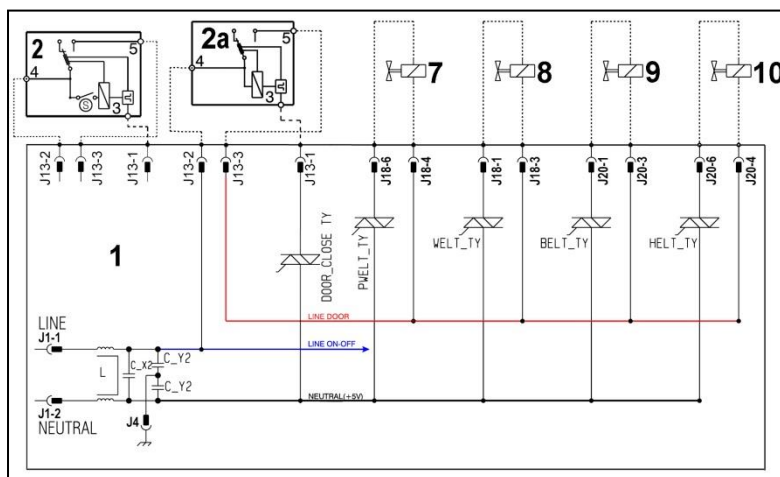 2
5
4
3
S
2a
5
4
3
7
8
9
10
J13-2
J13-3
J13-1
J13-2
J13-3
J13-1
J18-6
J18-4
J18-1
J18-3
J20-1
J20-3
J20-6
J20-4
1
DOOR_CLOSE TY
PWELT_TY
WELT_TY
BELT_TY
HELT_TY
LINE DOOR
LINE
J1-1
LINE ON-OFF
L
C_X2
C_Y2
C_Y2
J1-2
NEUTRAL
J4
NEUTRAL(+5V)